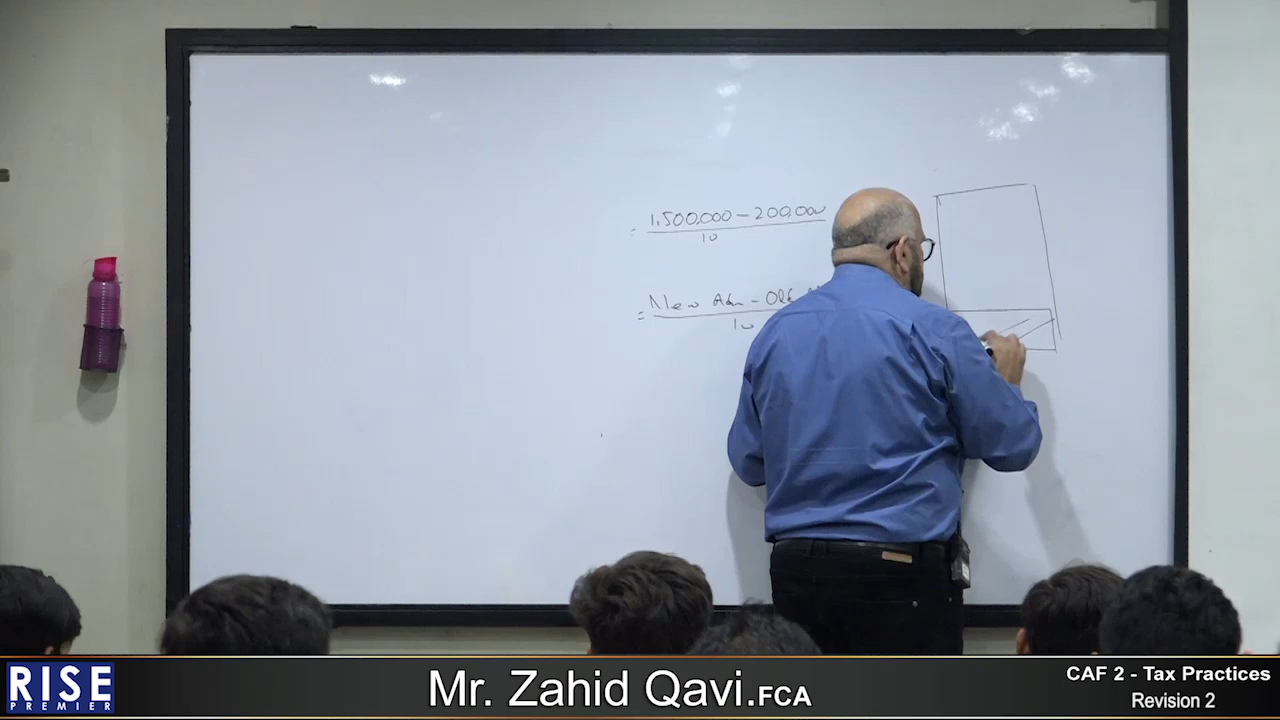 = 1,500,000 – 200,000
10
= New Adv – Old
10
RISE
PREMIER
Mr. Zahid Qavi.FCA
CAF 2 - Tax Practices
Revision 2